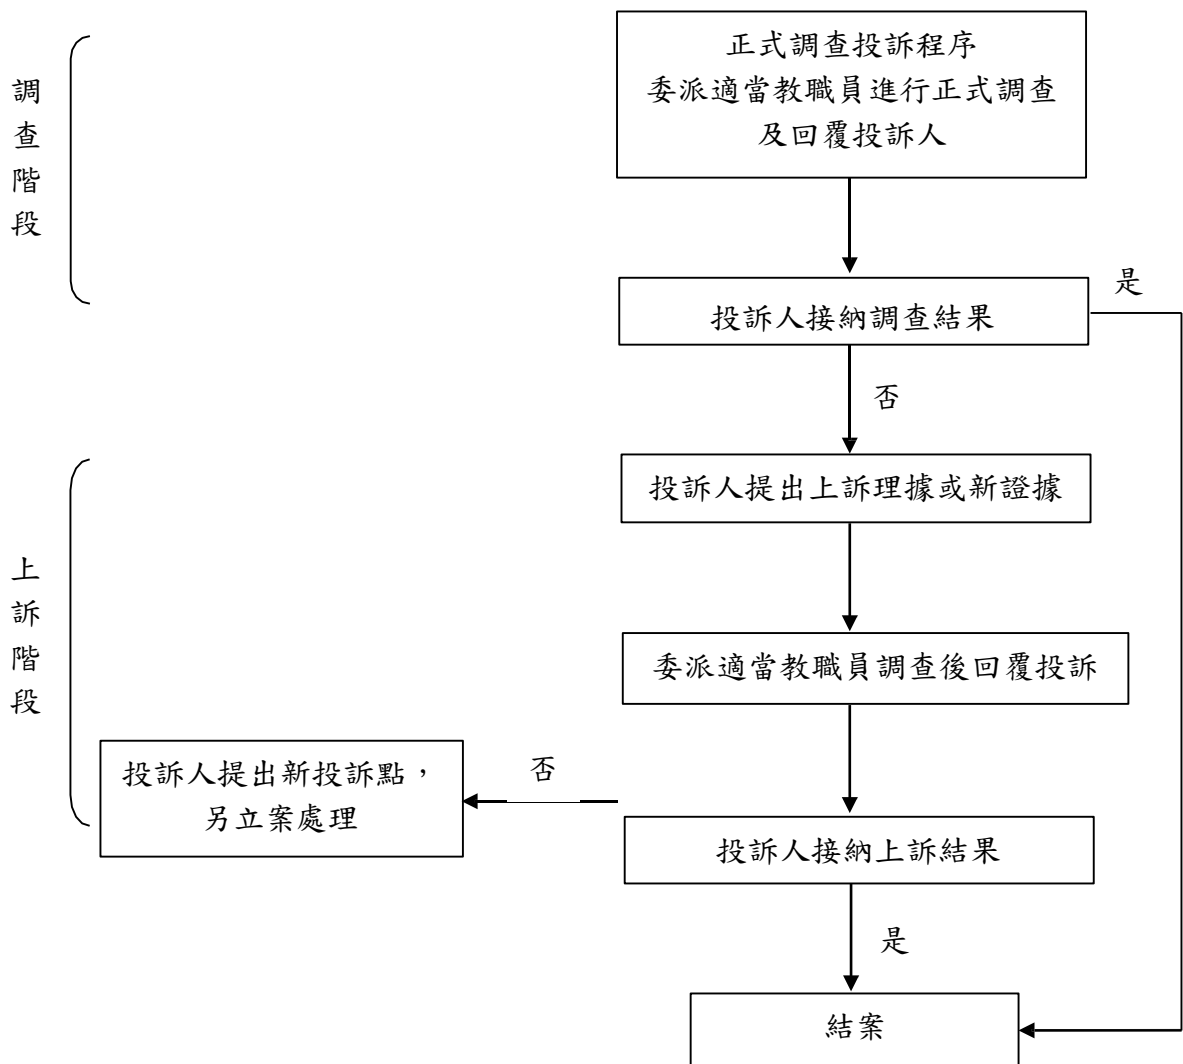 調查階段
正式調查投訴程序
委派適當教職員進行正式調查
及回覆投訴人
投訴人接納調查結果
是
否
上訴階段
投訴人提出上訴理據或新證據
委派適當教職員調查後回覆投訴
投訴人提出新投訴點，
另立案處理
否
投訴人接納上訴結果
是
結案